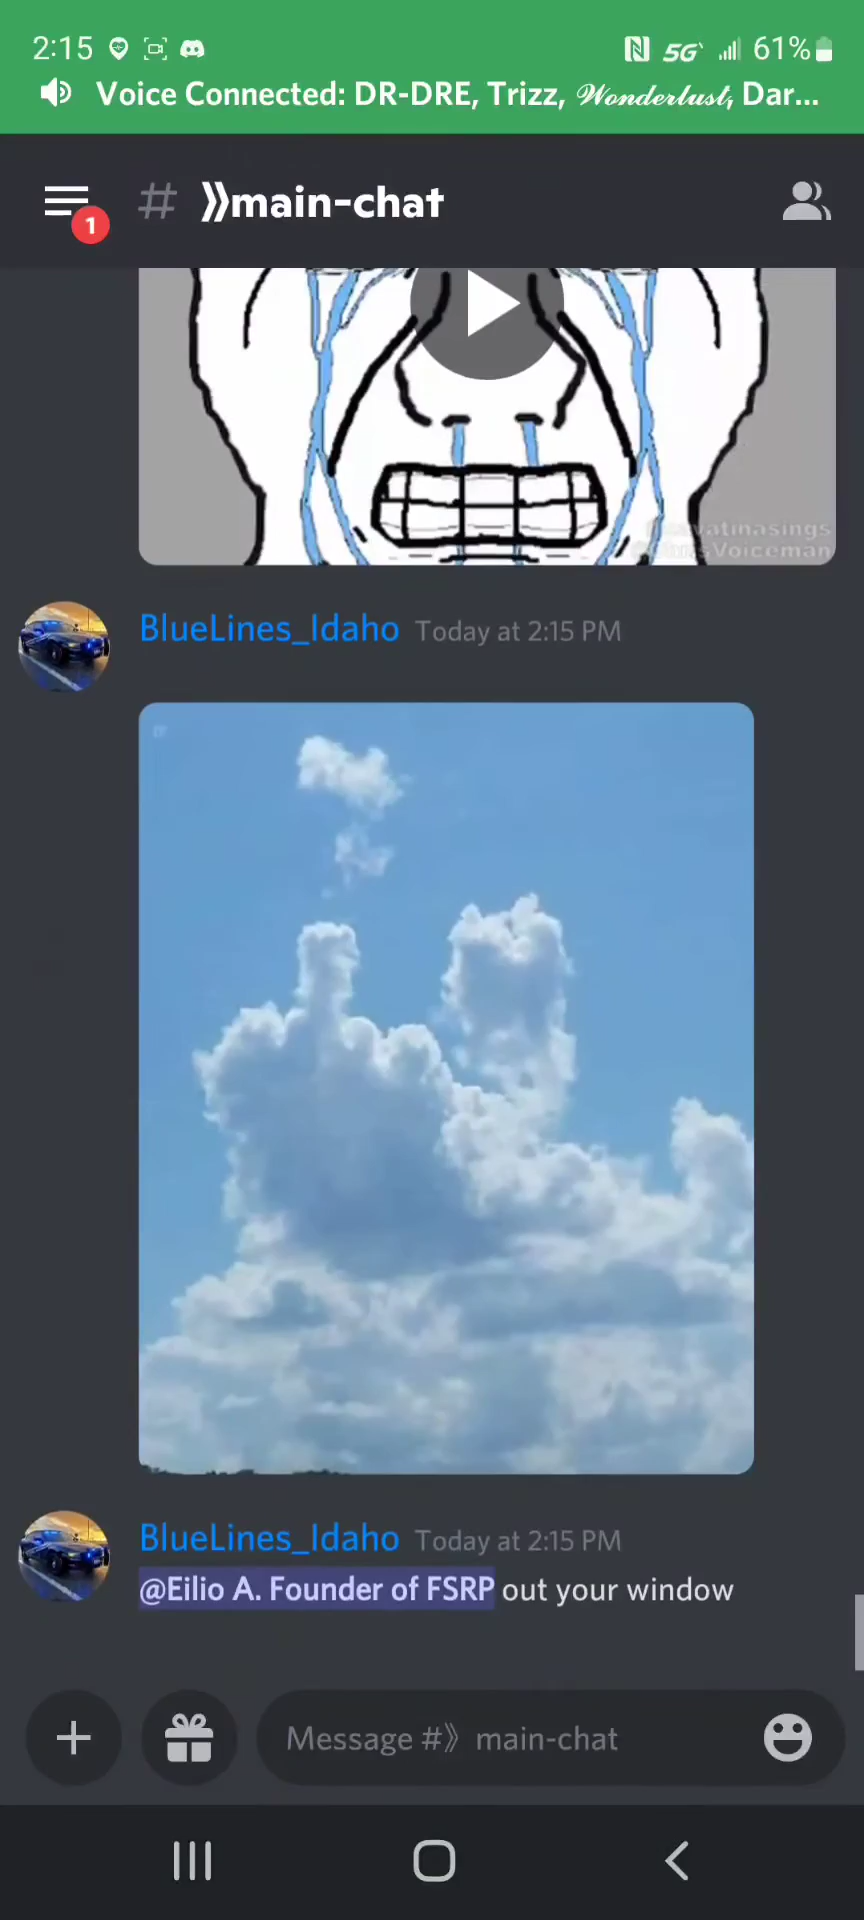 2:15 5G 61%
Voice Connected: DR-DRE, Trizz, 𝒲𝑜𝓃𝒹𝑒𝓇𝓁𝓊𝓈𝓉, Dar...
# ⟫main-chat
1
BlueLines_Idaho Today at 2:15 PM
BlueLines_Idaho Today at 2:15 PM
@Eilio A. Founder of FSRP out your window
Message #⟫ main-chat